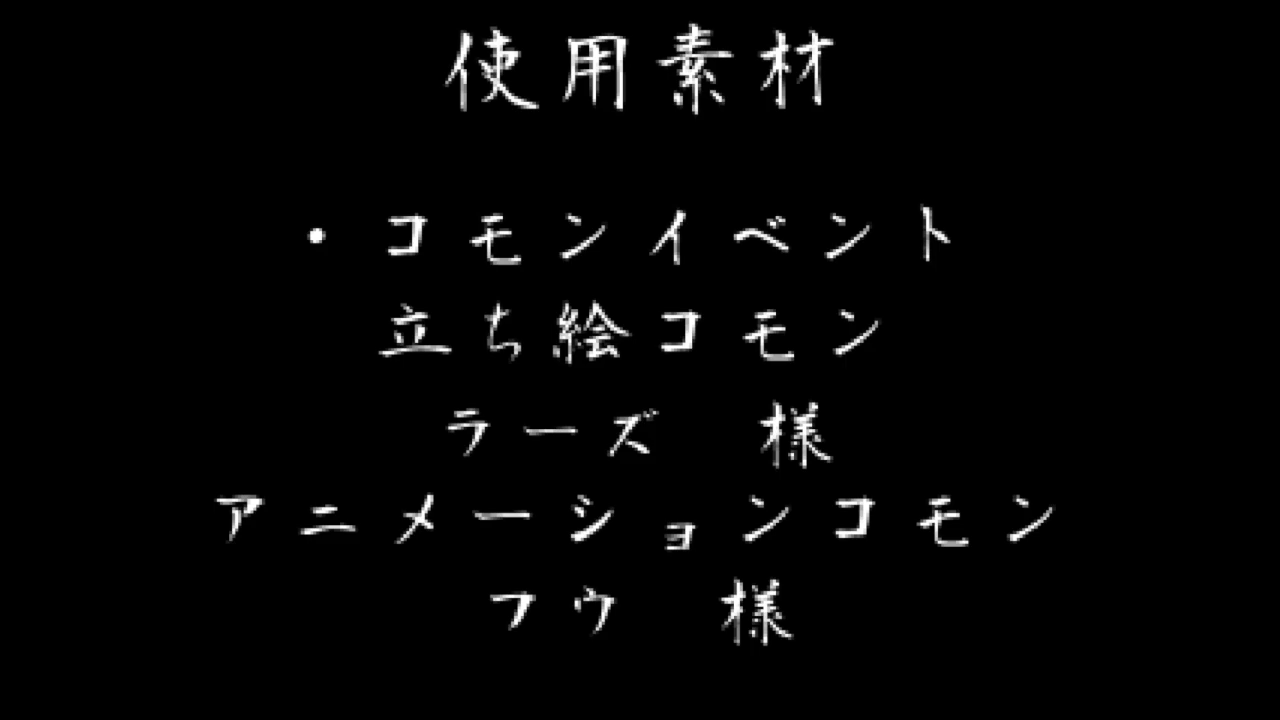 使用素材
・コモンイベント
立ち絵コモン
ラーズ　様
アニメーションコモン
フウ　様